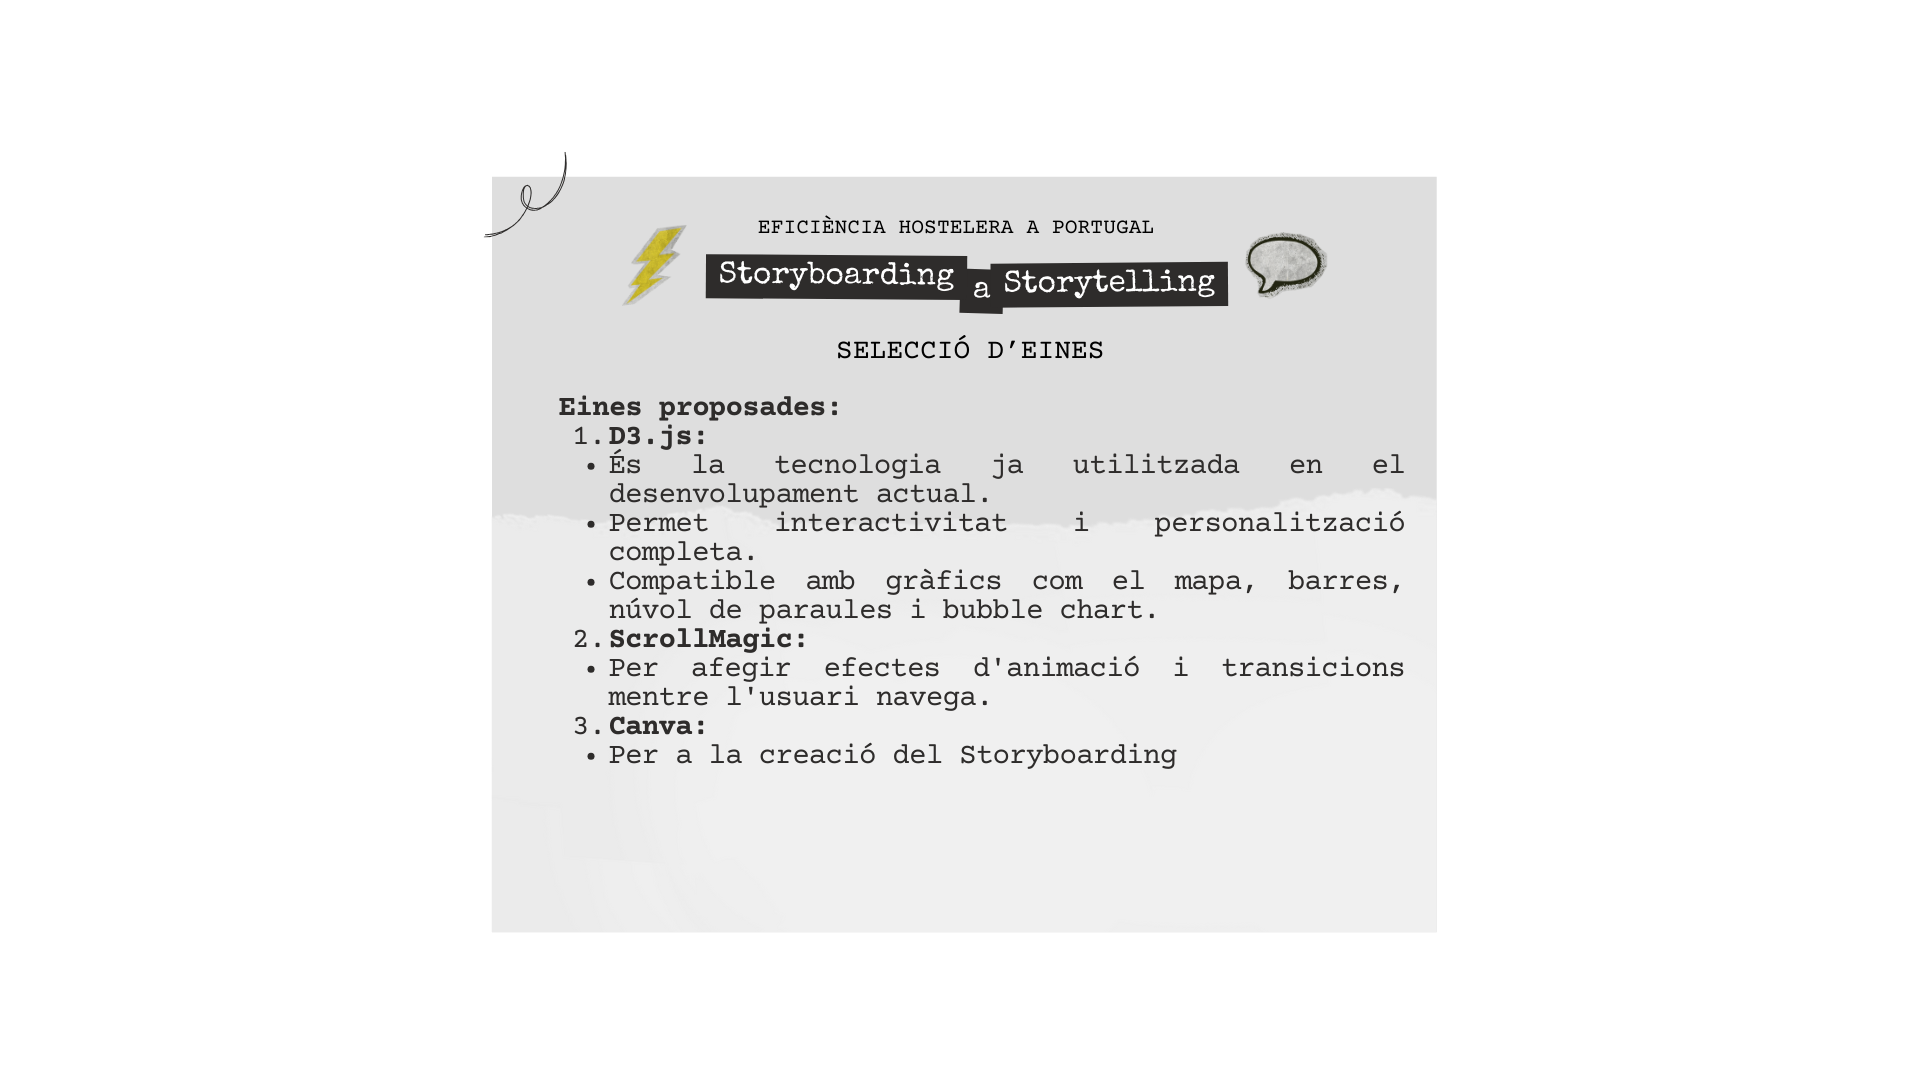 EFICIÈNCIA HOSTELERA A PORTUGAL
Storyboarding a Storytelling
SELECCIÓ D’EINES
Eines proposades:
1. D3.js:
• És la tecnologia ja utilitzada en el
desenvolupament actual.
• Permet interactivitat i personalització
completa.
• Compatible amb gràfics com el mapa, barres,
núvol de paraules i bubble chart.
2. ScrollMagic:
• Per afegir efectes d'animació i transicions
mentre l'usuari navega.
3. Canva:
• Per a la creació del Storyboarding